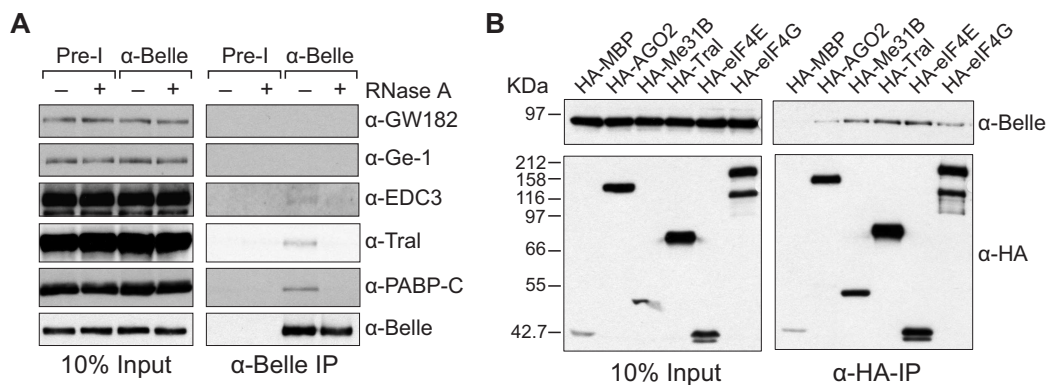 A
Pre-I α-Belle Pre-I α-Belle
– + – + – + – + RNase A
α-GW182
α-Ge-1
α-EDC3
α-Tral
α-PABP-C
α-Belle
10% Input α-Belle IP
B
HA-MBP HA-AGO2 HA-Me31B HA-Tral HA-eIF4E HA-eIF4G HA-MBP HA-AGO2 HA-Me31B HA-Tral HA-eIF4E HA-eIF4G
KDa
97
α-Belle
212
158
116
97
66
α-HA
55
42.7
10% Input α-HA-IP